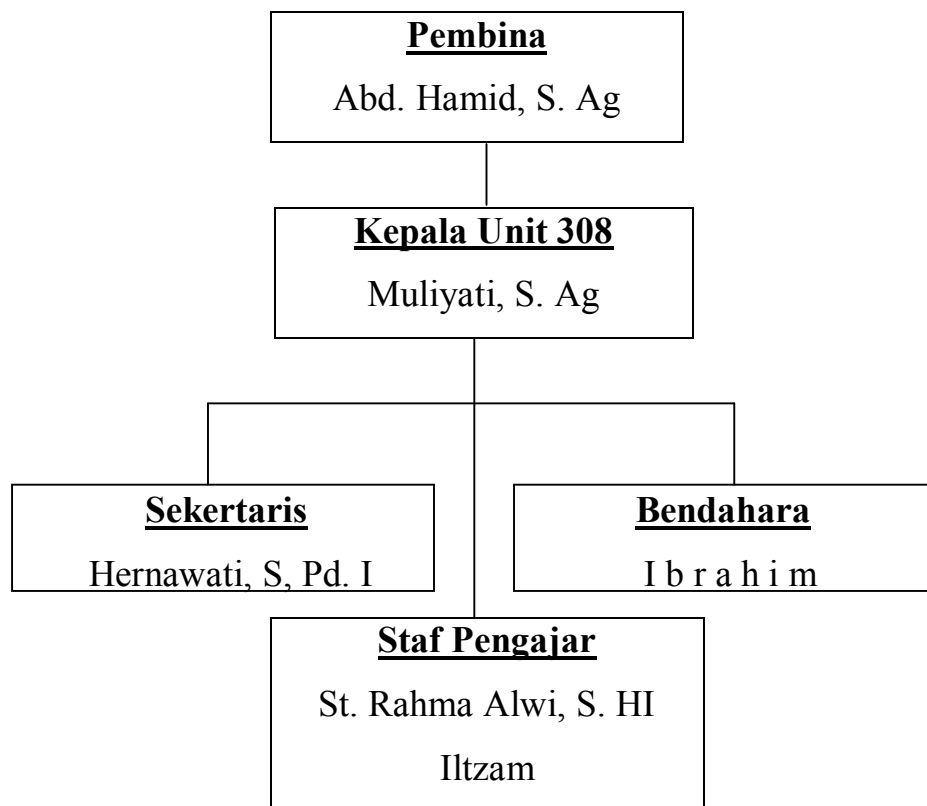 Pembina
Abd. Hamid, S. Ag
Kepala Unit 308
Muliyati, S. Ag
Sekertaris
Hernawati, S, Pd. I
Bendahara
I b r a h i m
Staf Pengajar
St. Rahma Alwi, S. HI
Iltzam